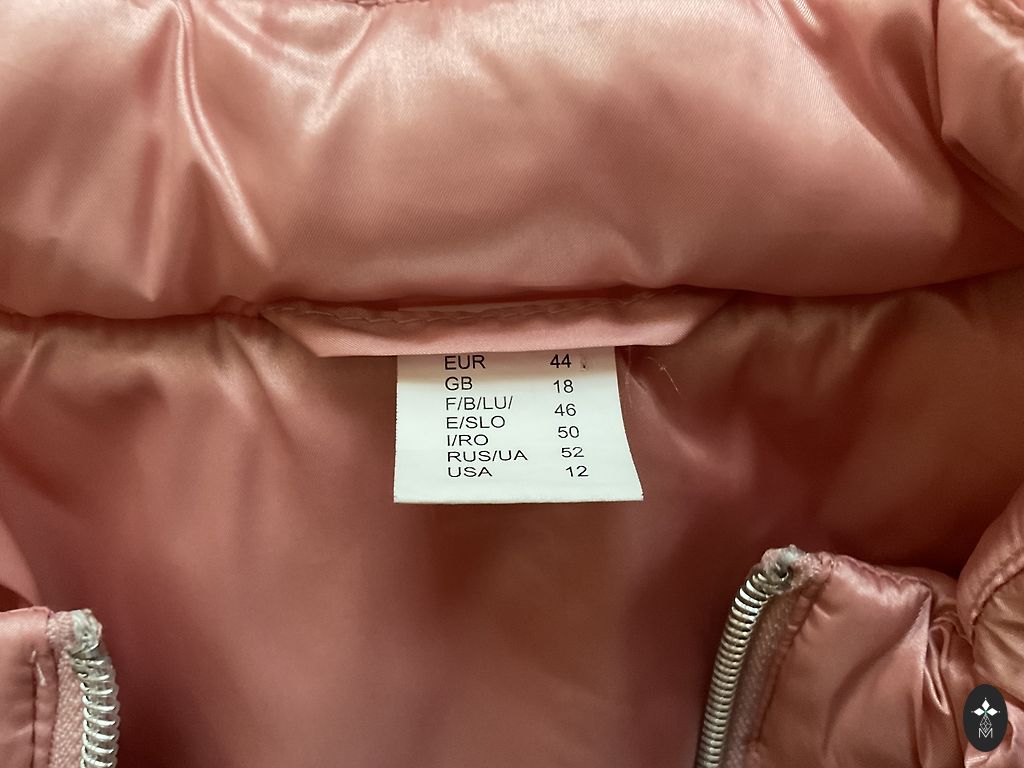 EUR 44
GB 18
F/B/LU/ 46
E/SLO
I/RO 50
RUS/UA 52
USA 12
M